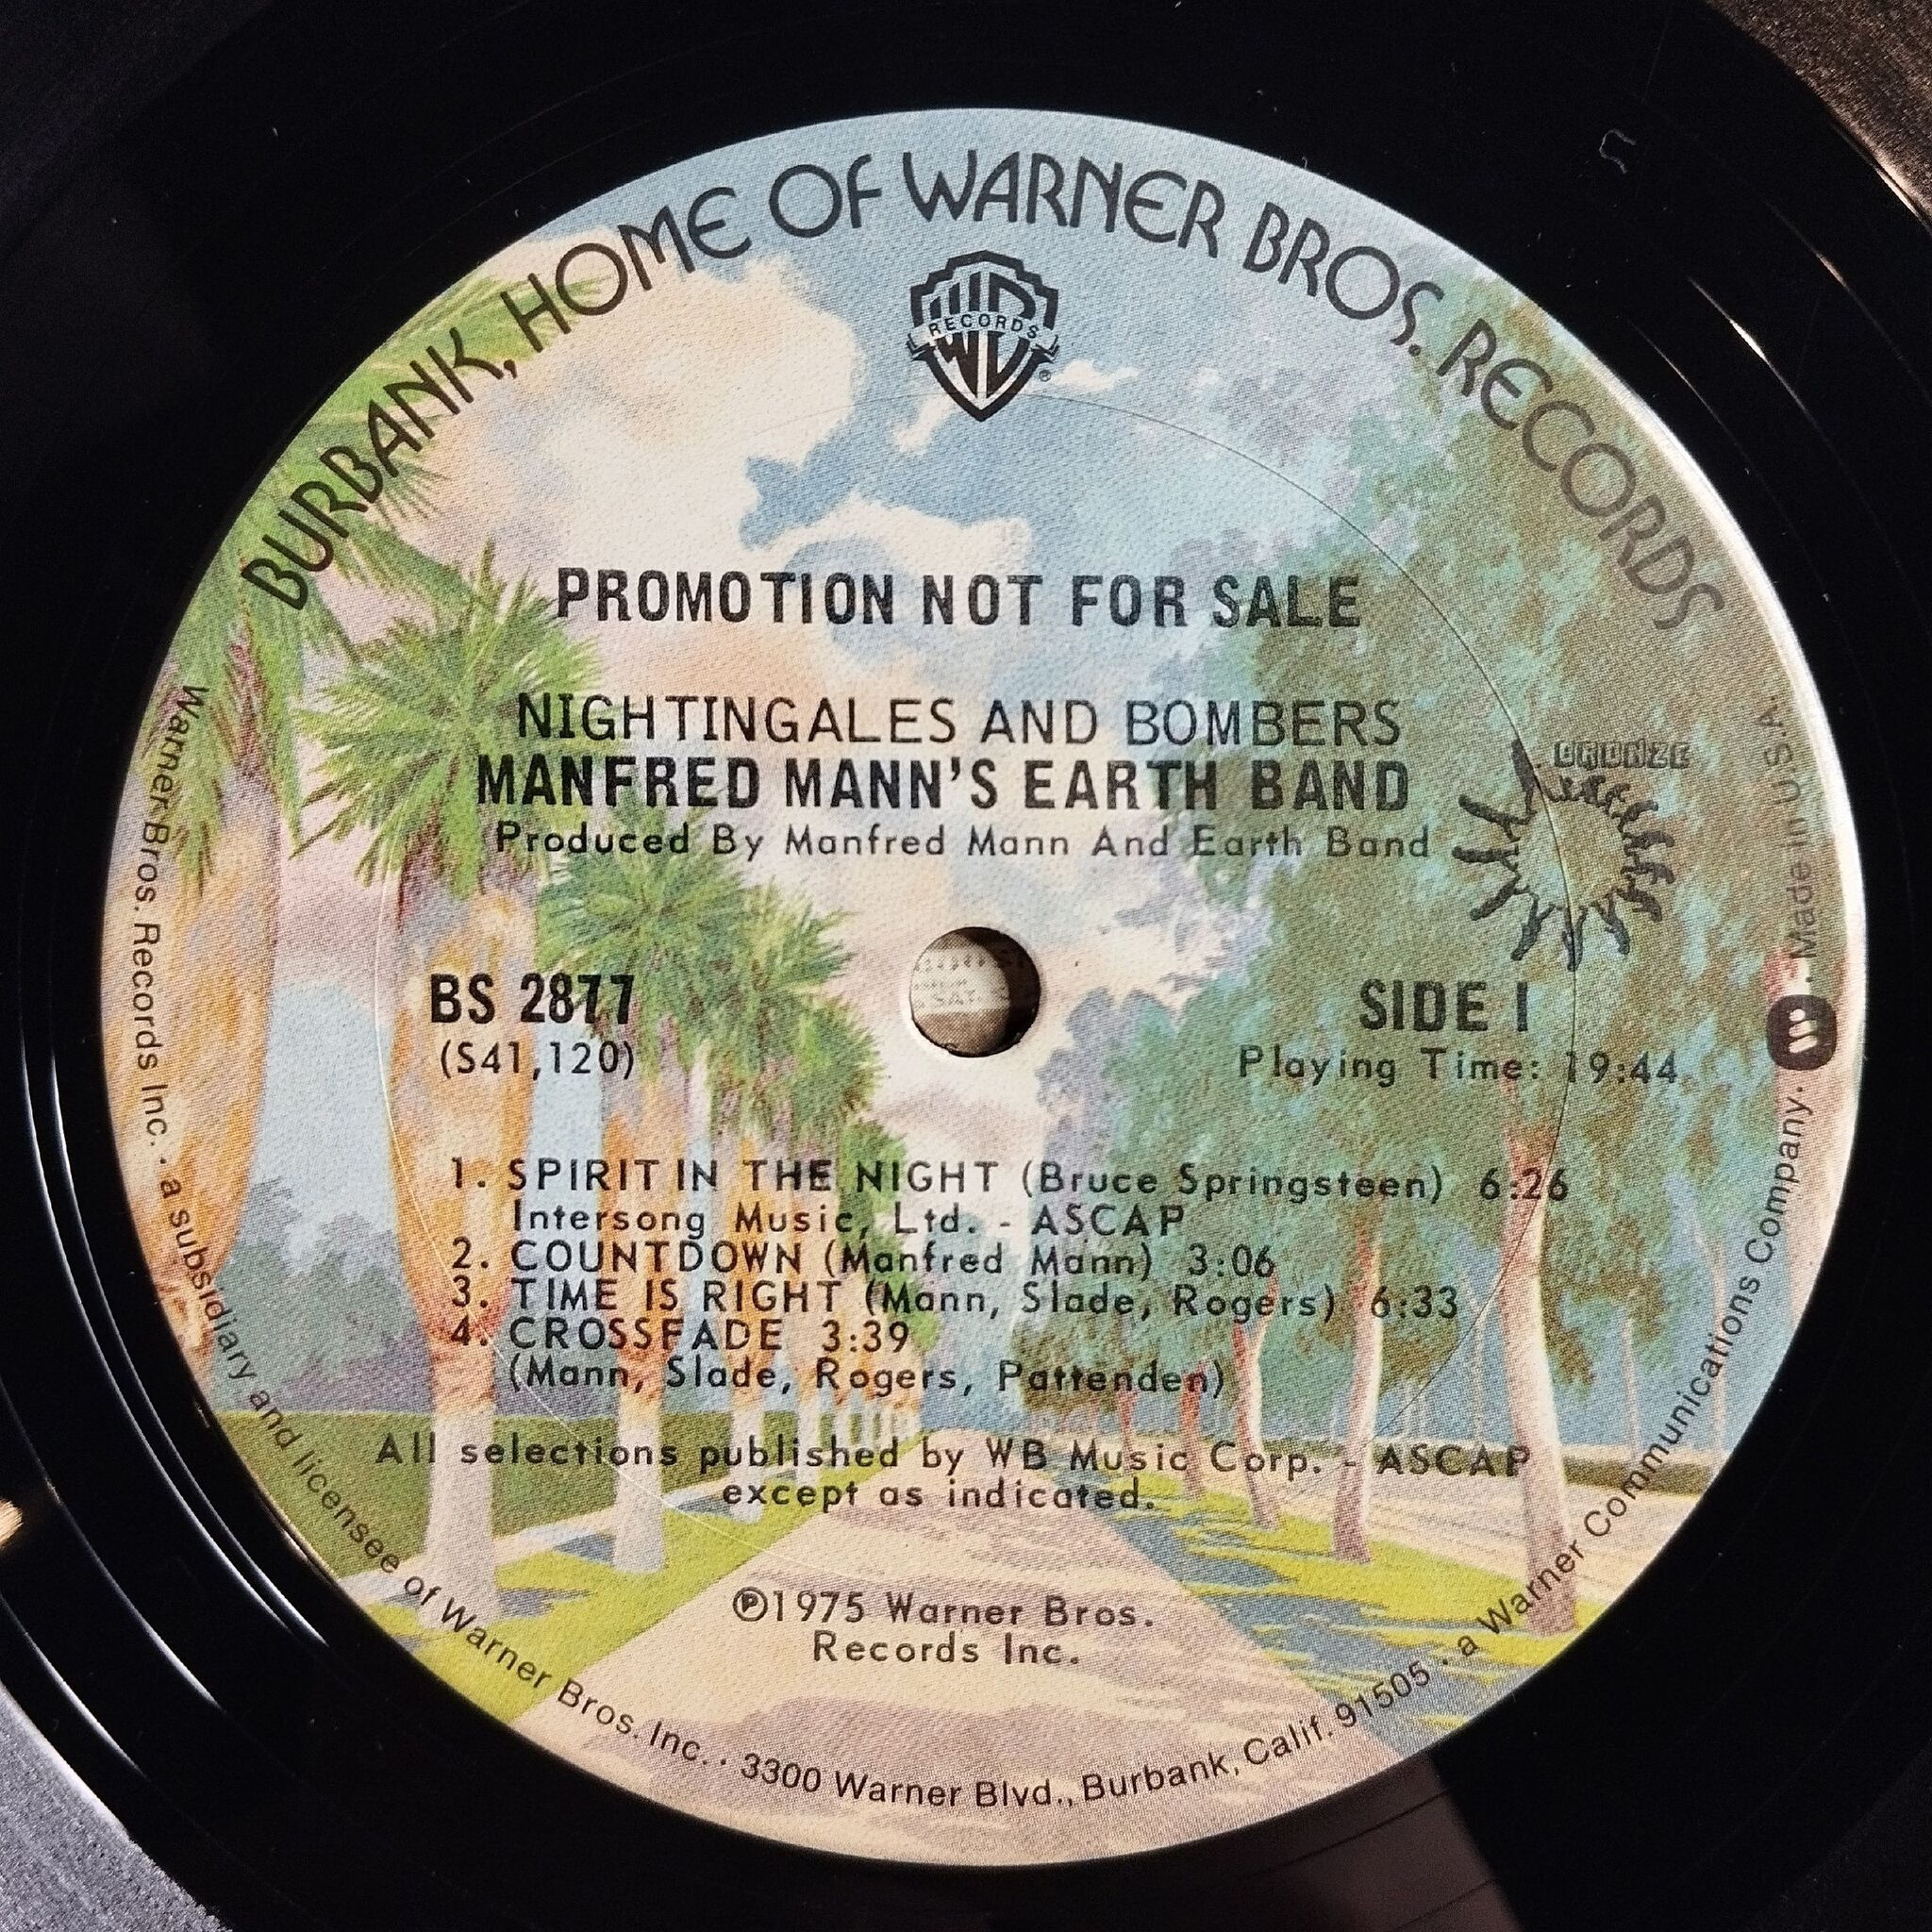 BURBANK, HOME OF WARNER BROS. RECORDS
RECORDS
PROMOTION NOT FOR SALE
NIGHTINGALES AND BOMBERS
MANFRED MANN'S EARTH BAND
Produced By Manfred Mann And Earth Band
BRONZE
BS 2877
(S41,120)
SIDE I
Playing Time: 19:44
1. SPIRIT IN THE NIGHT (Bruce Springsteen) 6:26
Intersong Music, Ltd. - ASCAP
2. COUNTDOWN (Manfred Mann) 3:06
3. TIME IS RIGHT (Mann, Slade, Rogers) 6:33
4. CROSSFADE 3:39
(Mann, Slade, Rogers, Pattenden)
All selections published by WB Music Corp. - ASCAP
except as indicated.
℗1975 Warner Bros.
Records Inc.
Warner Bros. Records Inc. · a subsidiary and licensee of Warner Bros. Inc. · 3300 Warner Blvd., Burbank, Calif. 91505 · a Warner Communications Company. · Made in U.S.A.